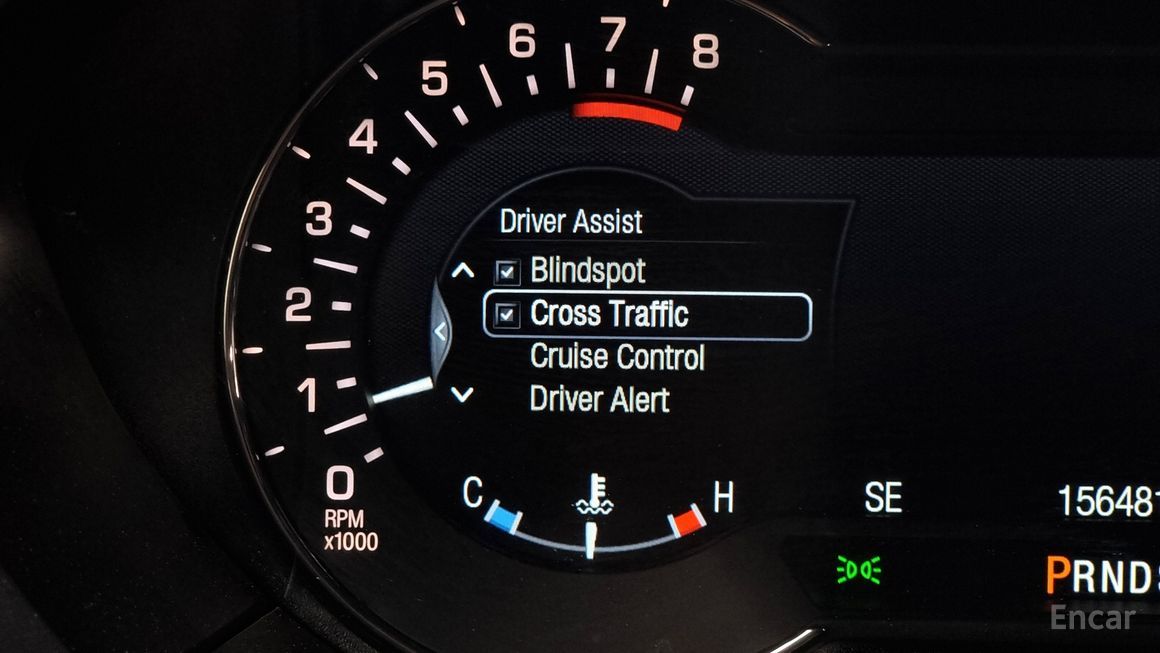 8
7
6
5
4
3
2
1
0
RPM
x1000
Driver Assist
Blindspot
Cross Traffic
Cruise Control
Driver Alert
C
H
SE
156481
PRNDS
Encar